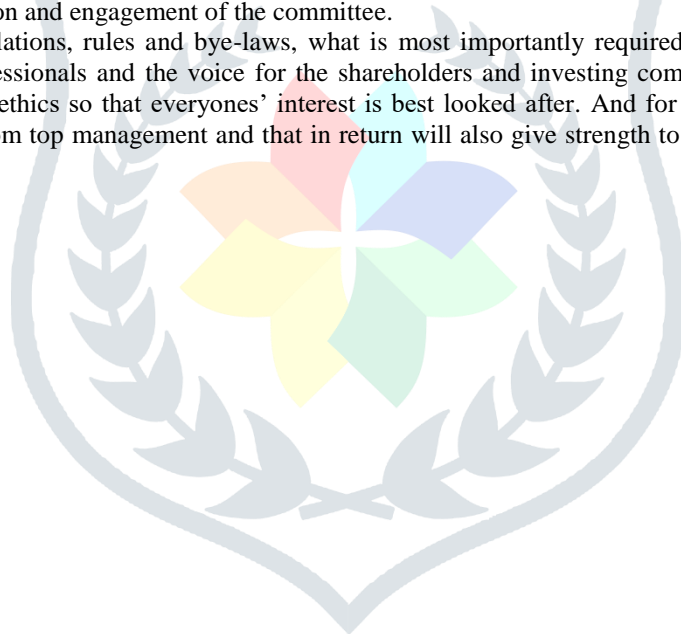 on and engagement of the committee.
lations, rules and bye-laws, what is most importantly required
essionals and the voice for the shareholders and investing com
ethics so that everyones’ interest is best looked after. And for
om top management and that in return will also give strength to